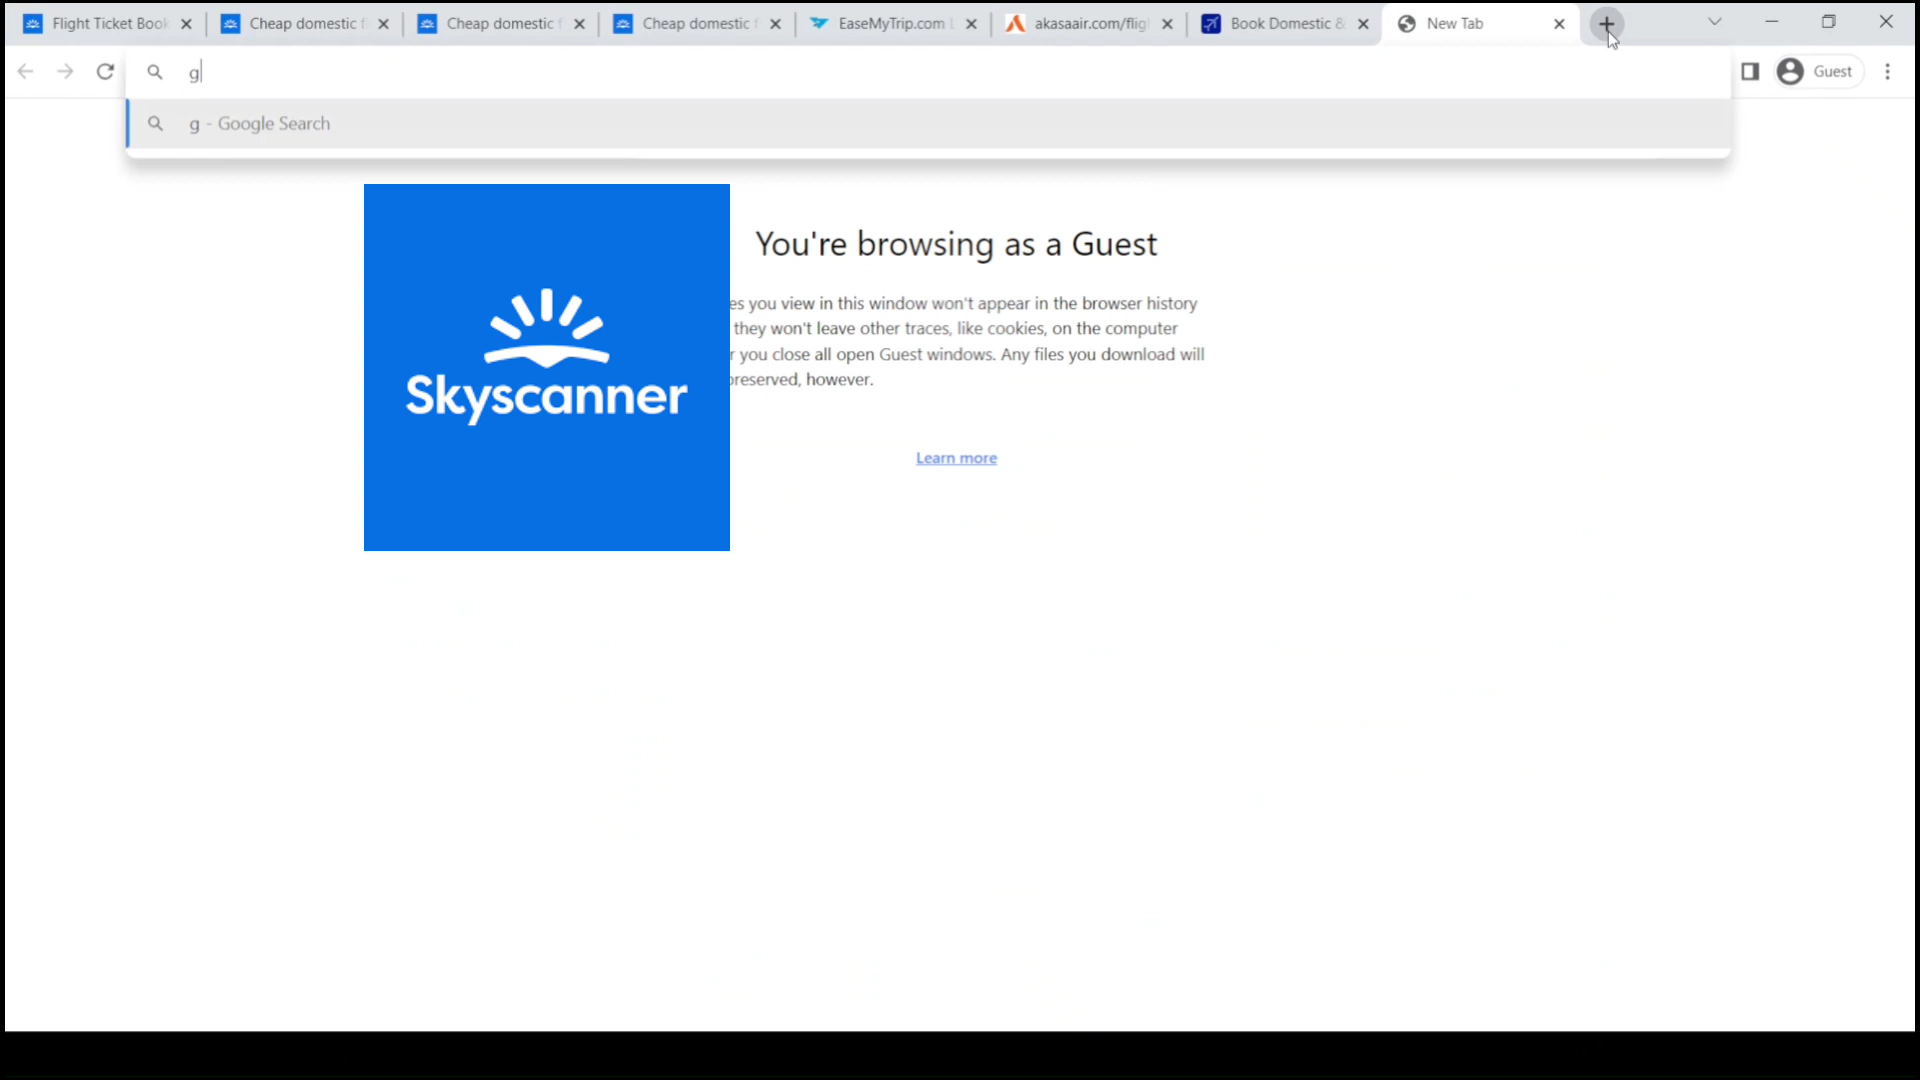 Flight Ticket Book
Cheap domestic f
Cheap domestic f
Cheap domestic f
EaseMyTrip.com
akasaair.com/flig
Book Domestic &
New Tab
g
Guest
g - Google Search
You're browsing as a Guest
es you view in this window won't appear in the browser history
they won't leave other traces, like cookies, on the computer
r you close all open Guest windows. Any files you download will
preserved, however.
Skyscanner
Learn more